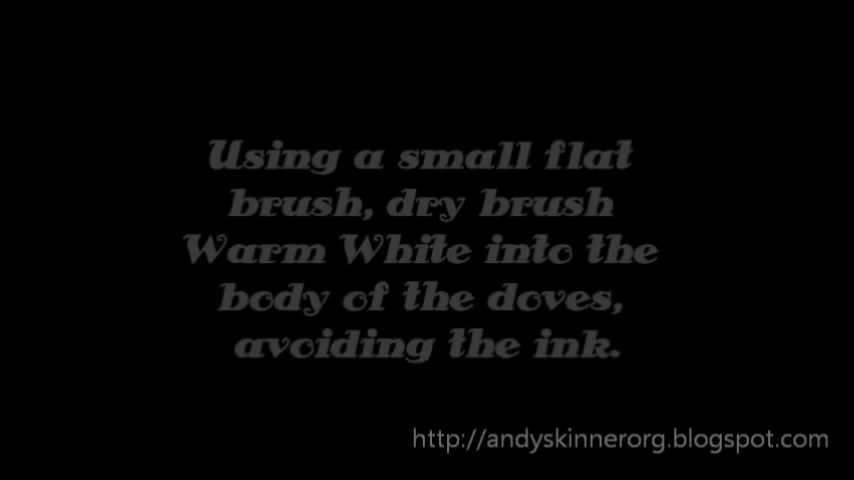 Using a small flat
brush, dry brush
Warm White into the
body of the doves,
avoiding the ink.
http://andyskinnerorg.blogspot.com